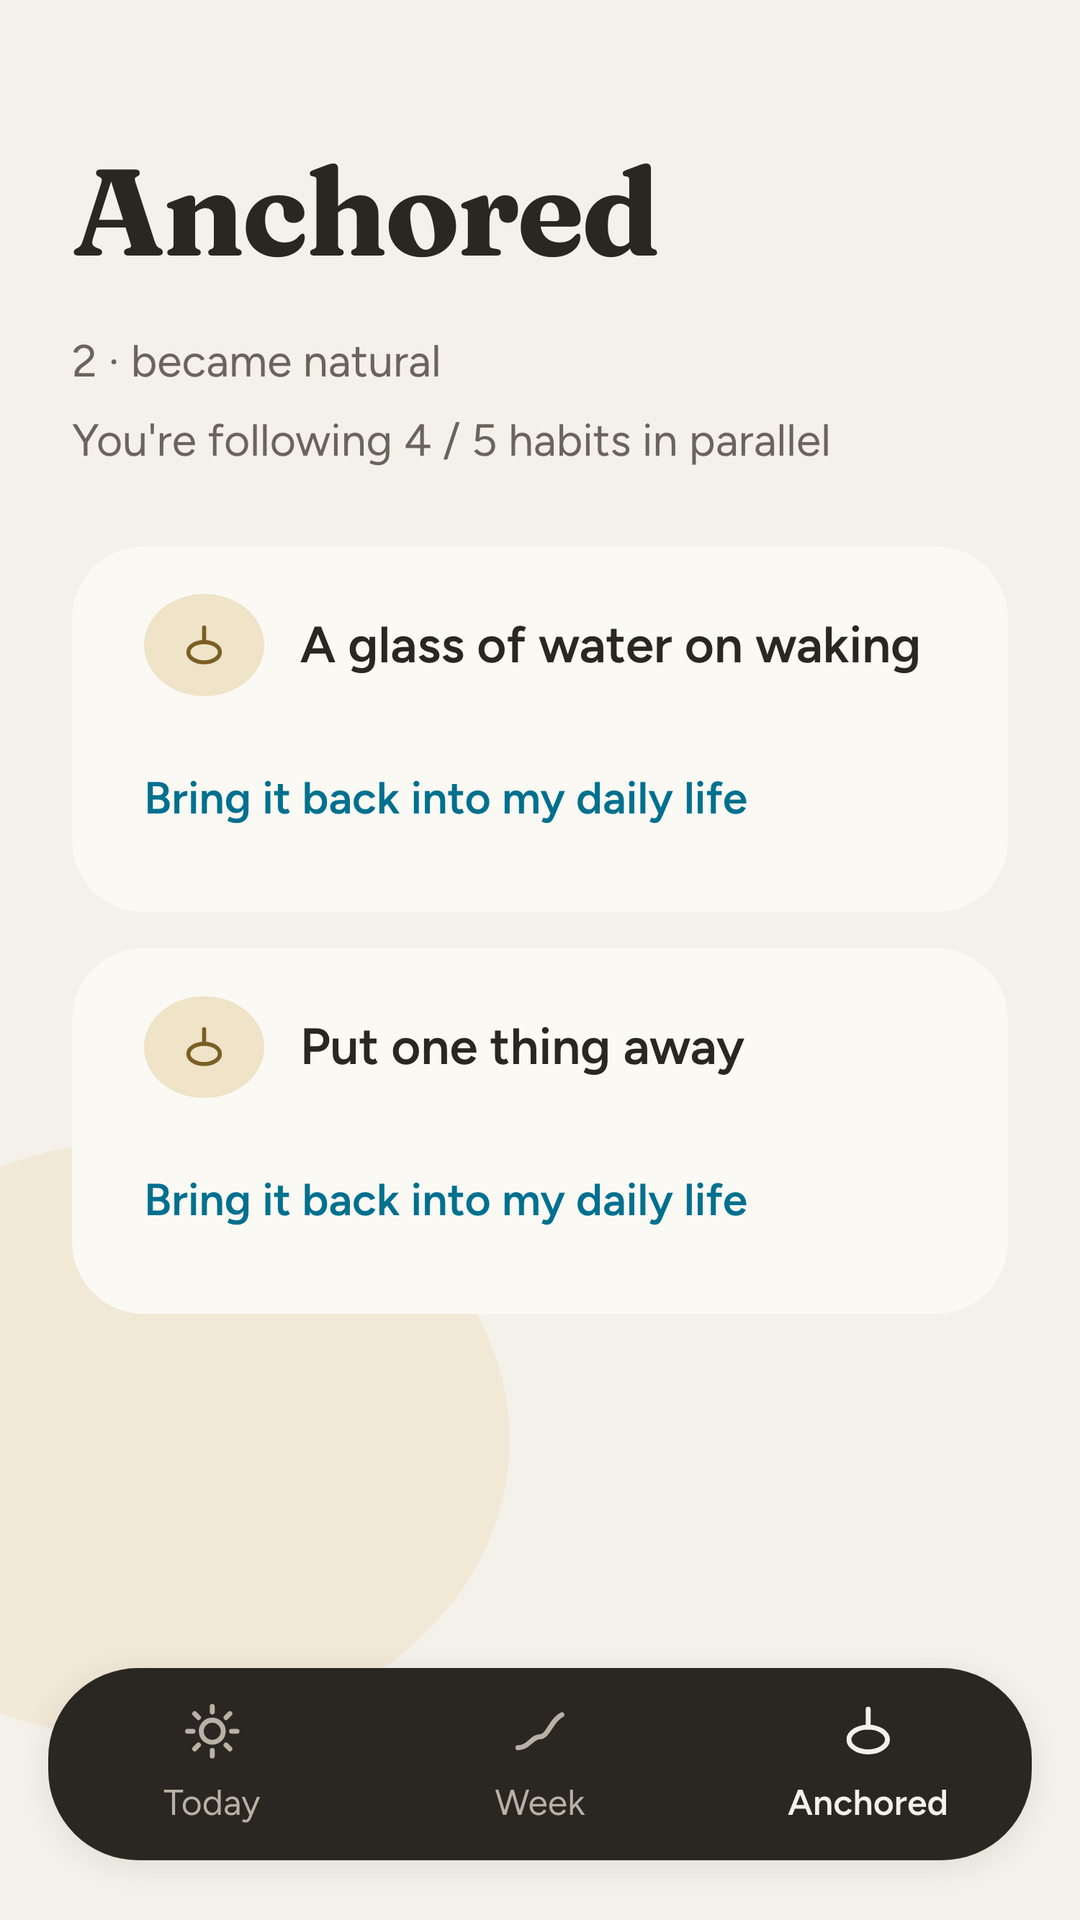 Anchored
2 · became natural
You're following 4 / 5 habits in parallel
A glass of water on waking
Bring it back into my daily life
Put one thing away
Bring it back into my daily life
Today
Week
Anchored